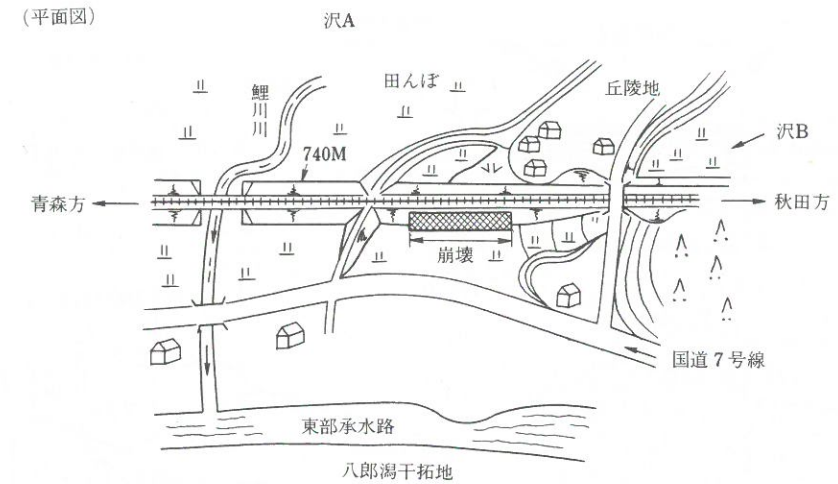 (平面図)
沢A
鯉川川
田んぼ
丘陵地
沢B
740M
青森方
秋田方
崩壊
国道7号線
東部承水路
八郎潟干拓地